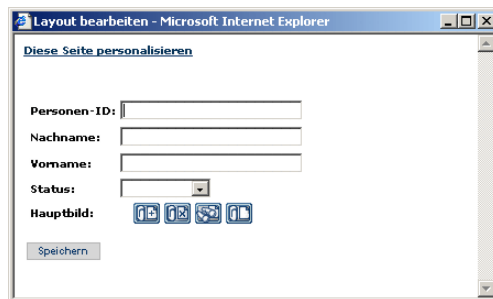 Layout bearbeiten - Microsoft Internet Explorer
Diese Seite personalisieren
Personen-ID:
Nachname:
Vorname:
Status:
Hauptbild:
Speichern